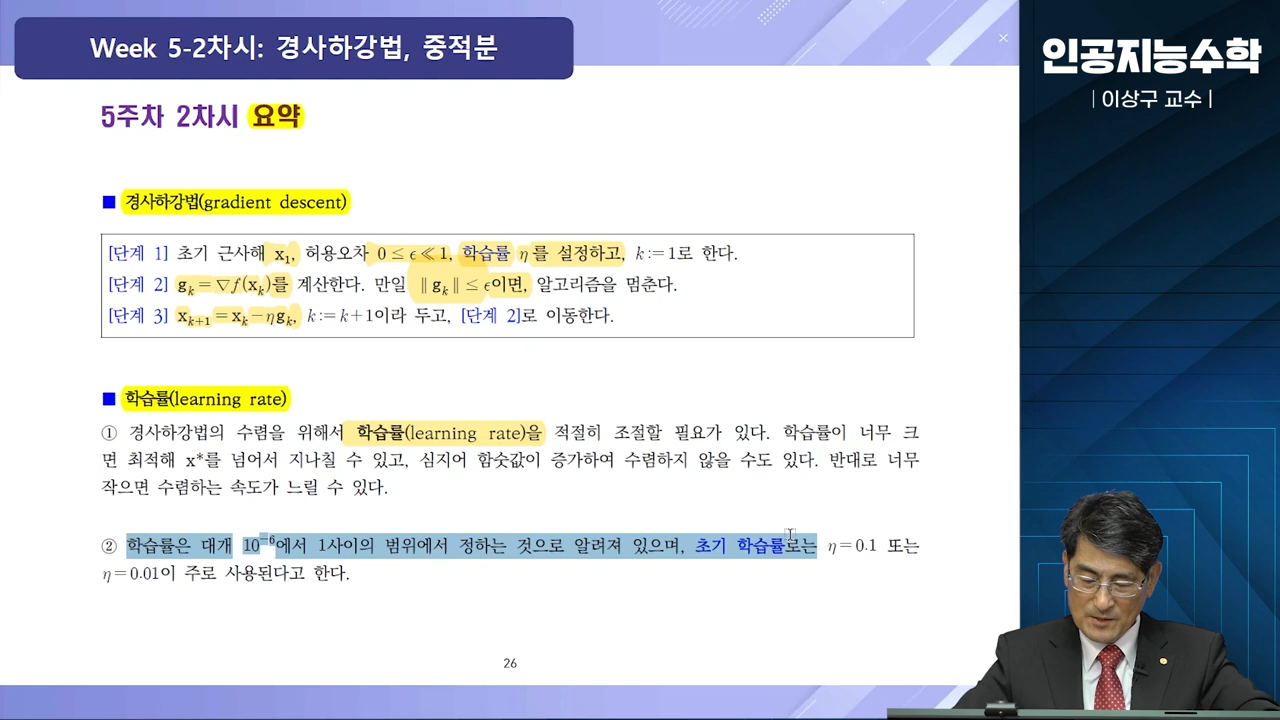 Week 5-2차시: 경사하강법, 중적분
인공지능수학
| 이상구 교수 |
5주차 2차시 요약
■ 경사하강법(gradient descent)
[단계 1] 초기 근사해 x₁, 허용오차 0 ≤ ϵ ≪ 1, 학습률 η를 설정하고, k := 1로 한다.
[단계 2] gₖ = ∇f(xₖ)를 계산한다. 만일 ‖gₖ‖ ≤ ϵ이면, 알고리즘을 멈춘다.
[단계 3] xₖ₊₁ = xₖ − ηgₖ, k := k+1이라 두고, [단계 2]로 이동한다.
■ 학습률(learning rate)
① 경사하강법의 수렴을 위해서 학습률(learning rate)을 적절히 조절할 필요가 있다. 학습률이 너무 크
면 최적해 x*를 넘어서 지나칠 수 있고, 심지어 함숫값이 증가하여 수렴하지 않을 수도 있다. 반대로 너무
작으면 수렴하는 속도가 느릴 수 있다.
② 학습률은 대개 10⁻⁶에서 1사이의 범위에서 정하는 것으로 알려져 있으며, 초기 학습률로는 η = 0.1 또는
η = 0.01이 주로 사용된다고 한다.
26